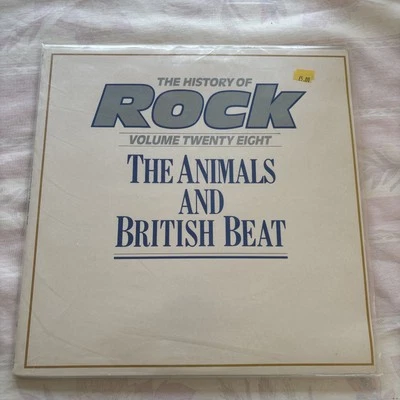 THE HISTORY OF
ROCK
VOLUME TWENTY EIGHT
THE ANIMALS
AND
BRITISH BEAT